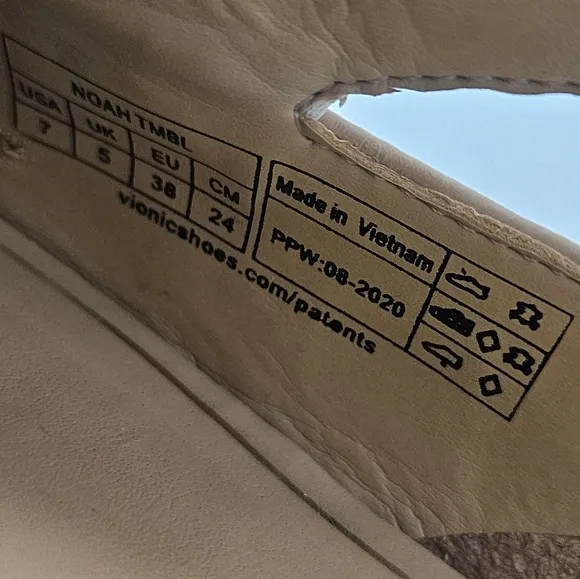 NOAH TMBL
USA UK EU CM
7 5 38 24
vionicshoes.com/patents
Made in Vietnam
PPW:08-2020